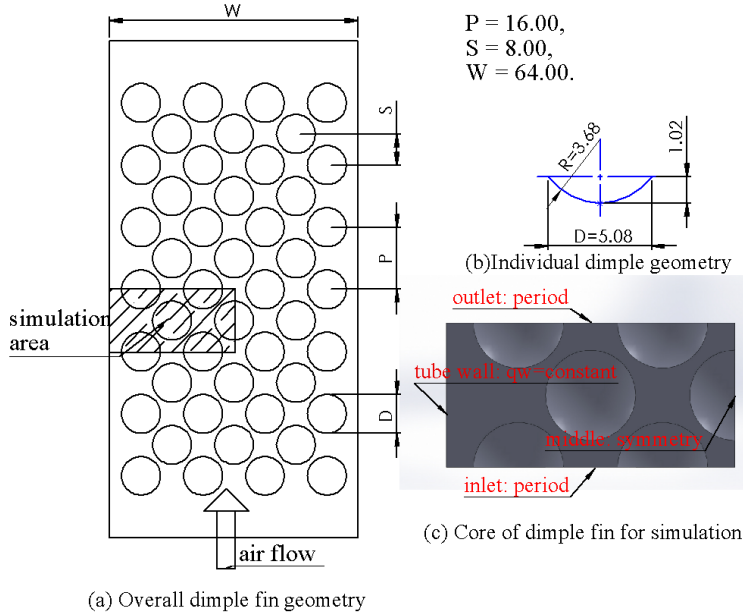 W
P = 16.00,
S = 8.00,
W = 64.00.
S
R=3.68
1.02
D=5.08
(b)Individual dimple geometry
P
outlet: period
simulation
area
tube wall: qw=constant
D
middle: symmetry
inlet: period
(c) Core of dimple fin for simulation
air flow
(a) Overall dimple fin geometry